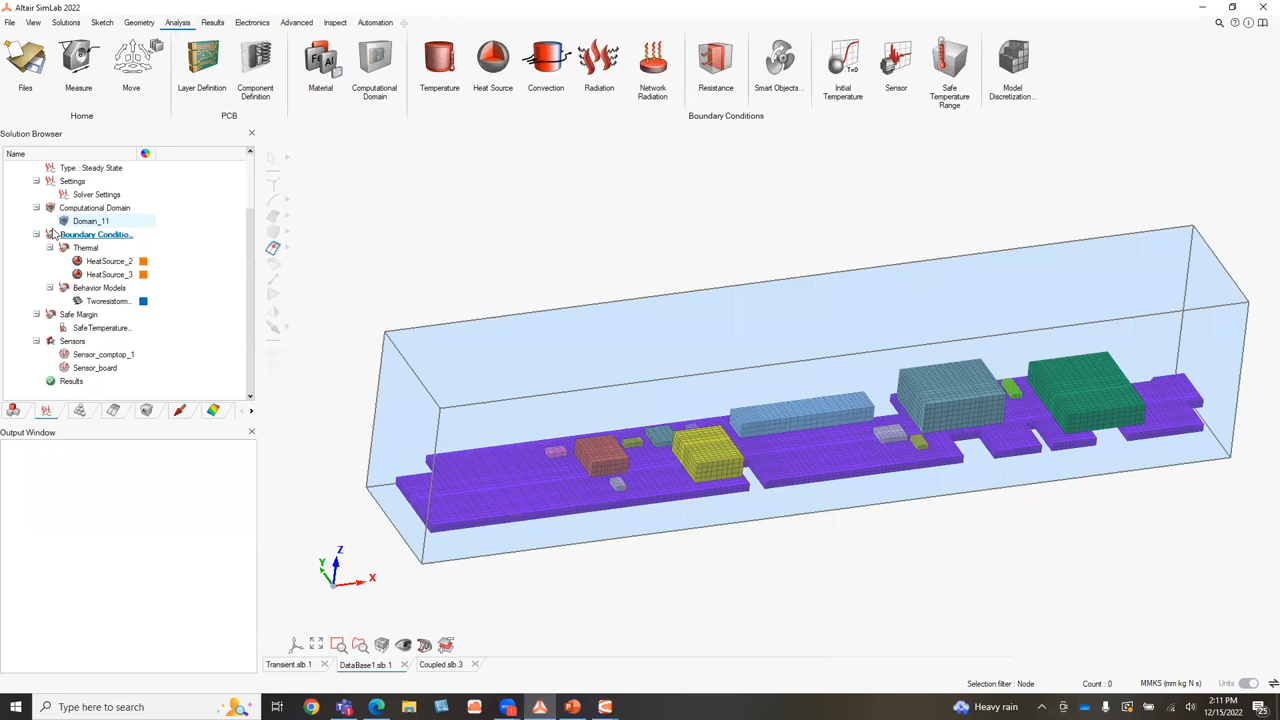 Altair SimLab 2022
File View Solutions Sketch Geometry Analysis Results Electronics Advanced Inspect Automation
Files Measure Move Layer Definition Component Definition Material Computational Domain Temperature Heat Source Convection Radiation Network Radiation Resistance Smart Objects... Initial Temperature Sensor Safe Temperature Range Model Discretization...
T=0
Home PCB Boundary Conditions
Solution Browser
Name
Type : Steady State
Settings
Solver Settings
Computational Domain
Domain_11
Boundary Conditio...
Thermal
HeatSource_2
HeatSource_3
Behavior Models
Tworesistorm...
Safe Margin
SafeTemperature...
Sensors
Sensor_comptop_1
Sensor_board
Results
Output Window
Z
Y
X
Transient.slb.1 DataBase1.slb.1 Coupled.slb.3
Selection filter : Node Count : 0 MMKS (mm kg N s) Units
Type here to search
Heavy rain
2:11 PM
12/15/2022